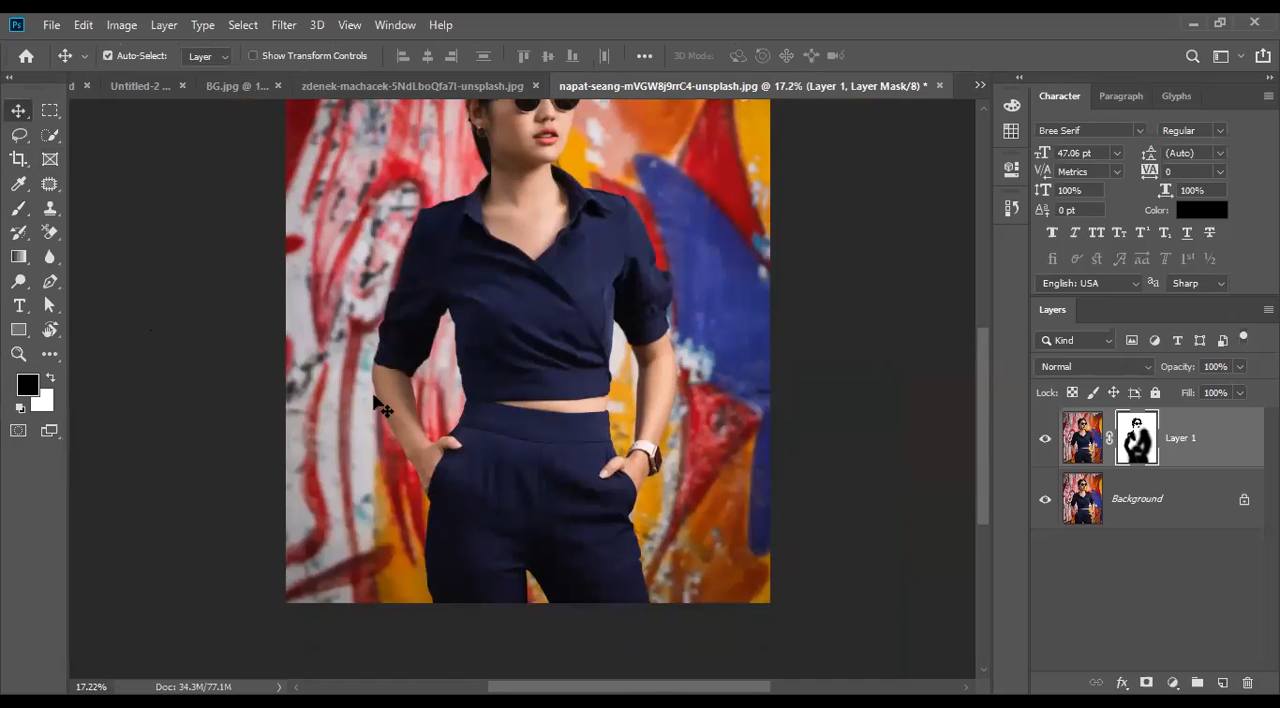 Ps File Edit Image Layer Type Select Filter 3D View Window Help
Auto-Select: Layer Show Transform Controls 3D Mode:
d × Untitled-2 ... × BG.jpg @ 1... × zdenek-machacek-5NdLboQfa7I-unsplash.jpg × napat-seang-mVGW8j9rrC4-unsplash.jpg @ 17.2% (Layer 1, Layer Mask/8) * ×
Character Paragraph Glyphs
Bree Serif Regular
47.06 pt (Auto)
Metrics 0
100% 100%
0 pt Color:
English: USA Sharp
Layers
Kind
Normal Opacity: 100%
Lock: Fill: 100%
Layer 1
Background
17.22% Doc: 34.3M/77.1M